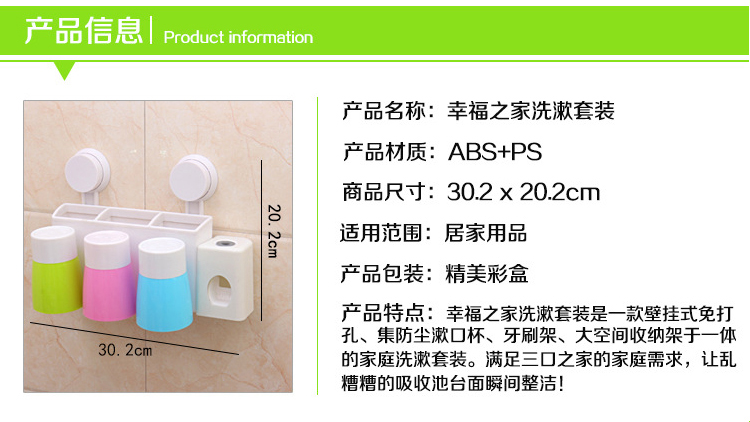 产品信息 Product information
产品名称：幸福之家洗漱套装
产品材质：ABS+PS
商品尺寸：30.2 x 20.2cm
适用范围：居家用品
产品包装：精美彩盒
产品特点：幸福之家洗漱套装是一款壁挂式免打
孔、集防尘漱口杯、牙刷架、大空间收纳架于一体
的家庭洗漱套装。满足三口之家的家庭需求，让乱
糟糟的吸收池台面瞬间整洁！
20.2cm
30.2cm